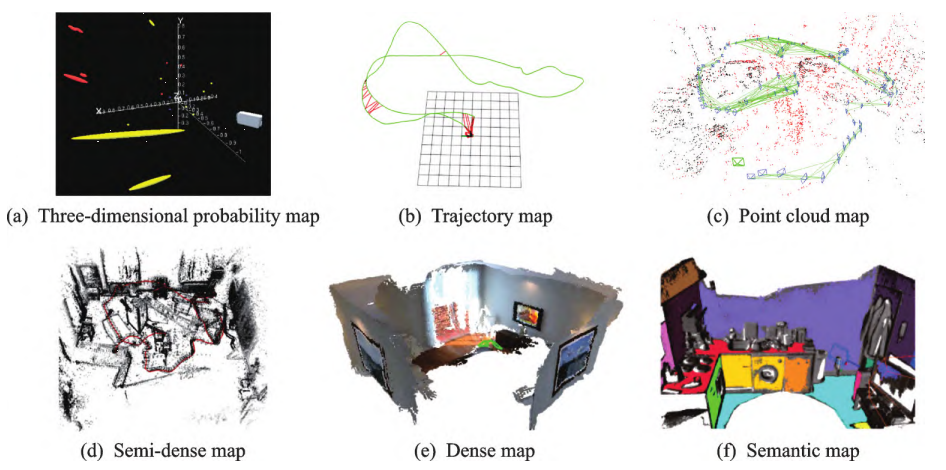 Y
X
(a) Three-dimensional probability map
(b) Trajectory map
(c) Point cloud map
(d) Semi-dense map
(e) Dense map
(f) Semantic map